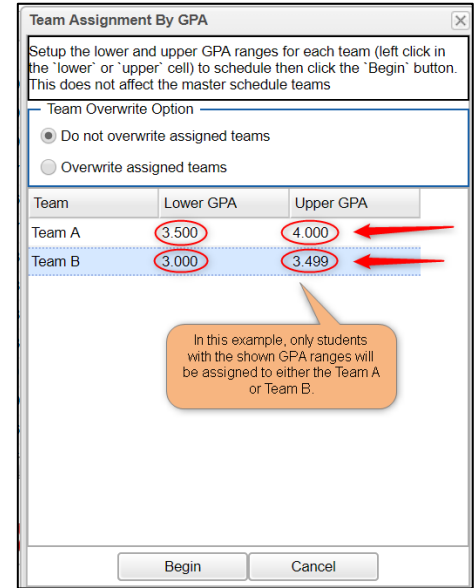 Team Assignment By GPA
Setup the lower and upper GPA ranges for each team (left click in
the `lower` or `upper` cell) to schedule then click the `Begin` button.
This does not affect the master schedule teams
Team Overwrite Option
Do not overwrite assigned teams
Overwrite assigned teams
Team Lower GPA Upper GPA
Team A 3.500 4.000
Team B 3.000 3.499
In this example, only students
with the shown GPA ranges will
be assigned to either the Team A
or Team B.
Begin Cancel